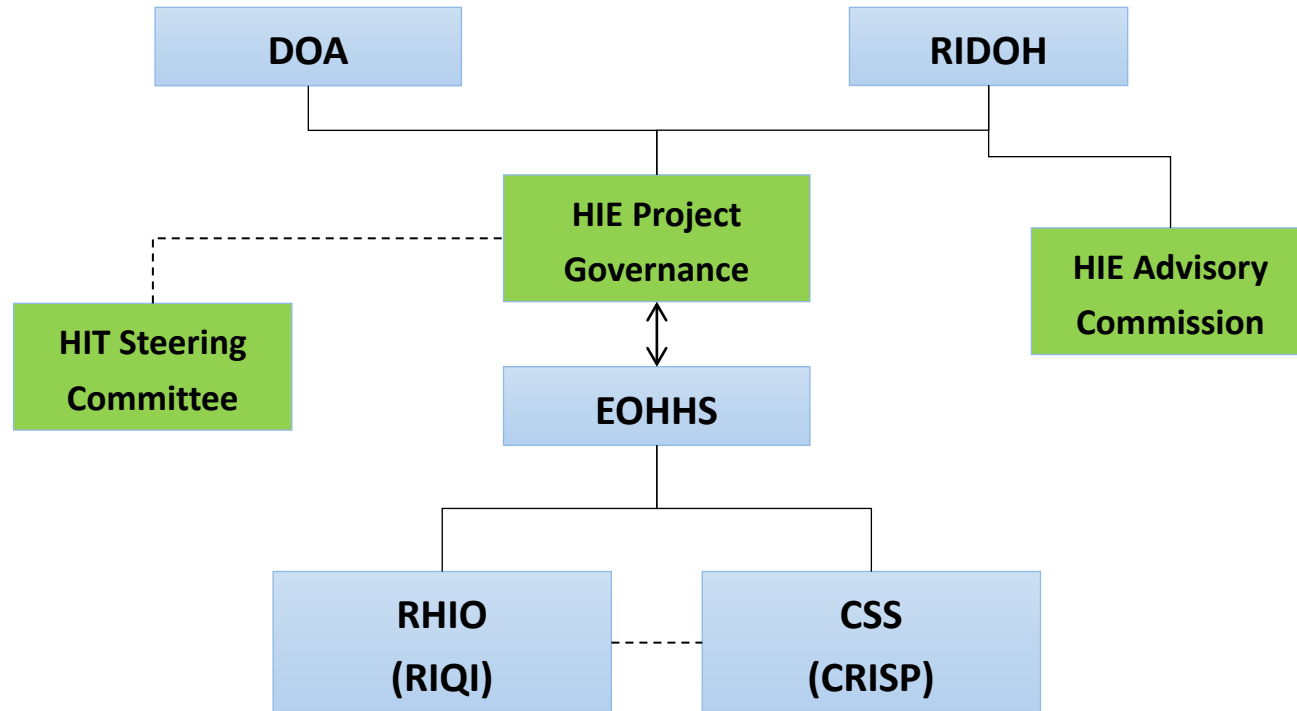 DOA
RIDOH
HIE Project
Governance
HIE Advisory
Commission
HIT Steering
Committee
EOHHS
RHIO
(RIQI)
CSS
(CRISP)